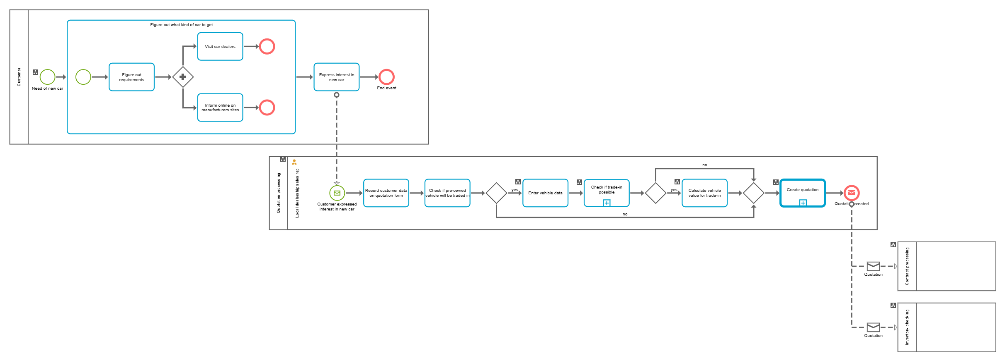 Customer
Figure out what kind of car to get
Need of new car
Figure out
requirements
Visit car dealers
Inform online on
manufacturers sites
Express interest in
new car
End event
Quotation processing
Local dealership sales rep
Customer expressed
interest in new car
Record customer data
on quotation form
Check if pre-owned
vehicle will be traded in
yes
Enter vehicle data
Check if trade-in
possible
no
yes
Calculate vehicle
value for trade-in
no
Create quotation
created
Quotation
Contract processing
Quotation
Inventory checking